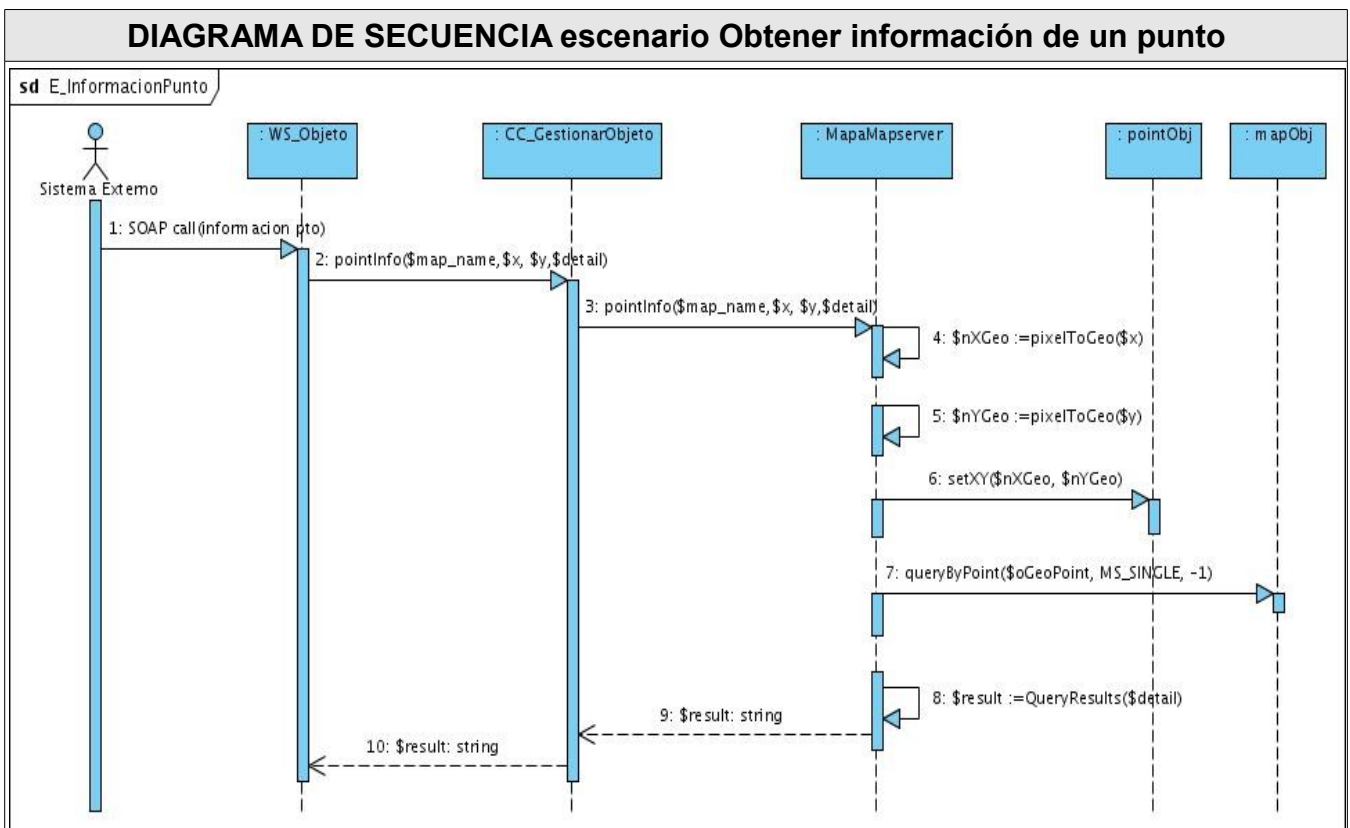 DIAGRAMA DE SECUENCIA escenario Obtener información de un punto
sd E_InformacionPunto
: WS_Objeto
: CC_GestionarObjeto
: MapaMapserver
: pointObj
: mapObj
Sistema Externo
1: SOAP call(informacion pto)
2: pointInfo($map_name,$x, $y,$detail)
3: pointInfo($map_name,$x, $y,$detail)
4: $nXGeo :=pixelToGeo($x)
5: $nYGeo :=pixelToGeo($y)
6: setXY($nXGeo, $nYGeo)
7: queryByPoint($oGeoPoint, MS_SINGLE, -1)
8: $result :=QueryResults($detail)
9: $result: string
10: $result: string